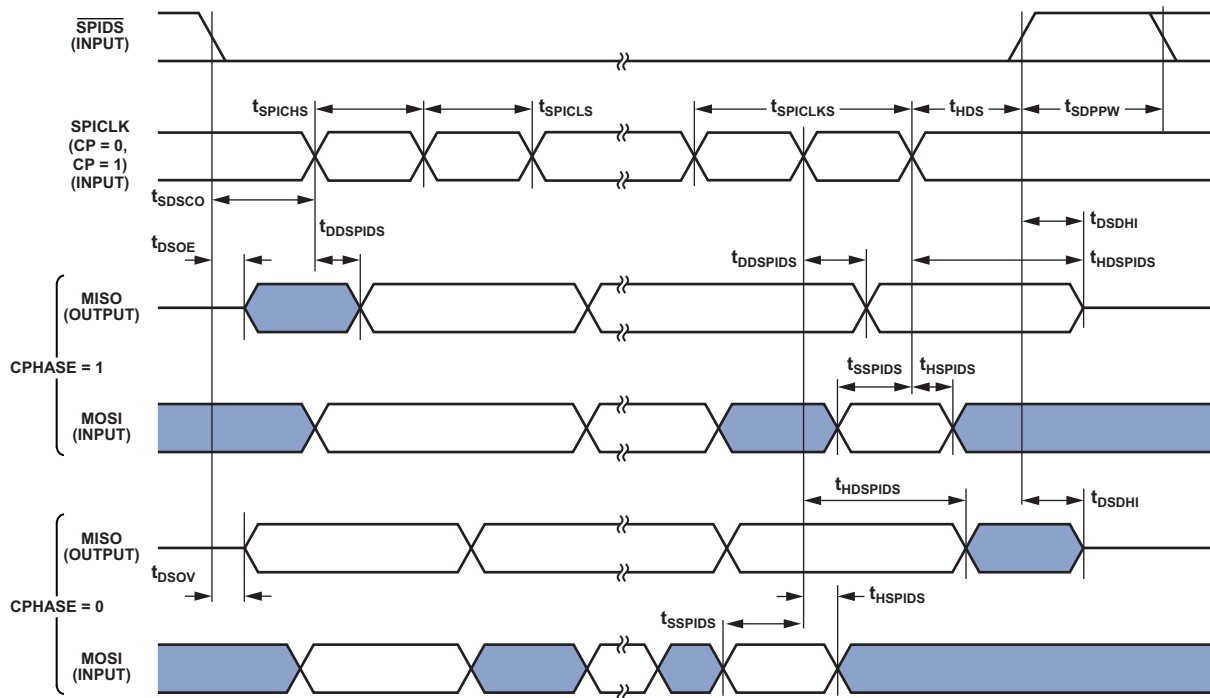 SPIDS
(INPUT)
tSPICHS
tSPICLS
tSPICLKS
tHDS
tSDPPW
SPICLK
(CP = 0,
CP = 1)
(INPUT)
tSDSCO
tDSOE
tDDSPIDS
tDDSPIDS
tDSDHI
tHDSPIDS
MISO
(OUTPUT)
CPHASE = 1
tSSPIDS
tHSPIDS
MOSI
(INPUT)
tHDSPIDS
tDSDHI
MISO
(OUTPUT)
tDSOV
CPHASE = 0
tHSPIDS
tSSPIDS
MOSI
(INPUT)